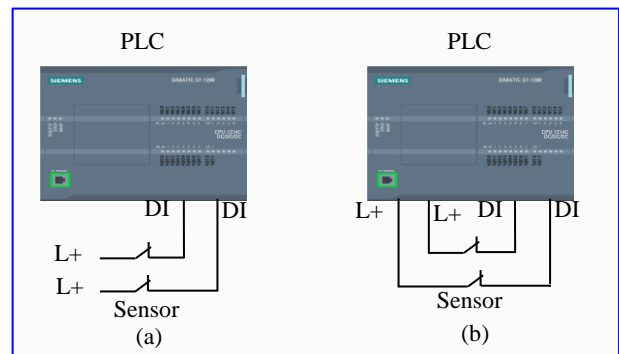 PLC PLC
SIEMENS SIMATIC S7-1200 SIEMENS SIMATIC S7-1200
CPU 1214C CPU 1214C
DC/DC/DC DC/DC/DC
DI DI L+ L+ DI DI
L+
L+
Sensor Sensor
(a) (b)